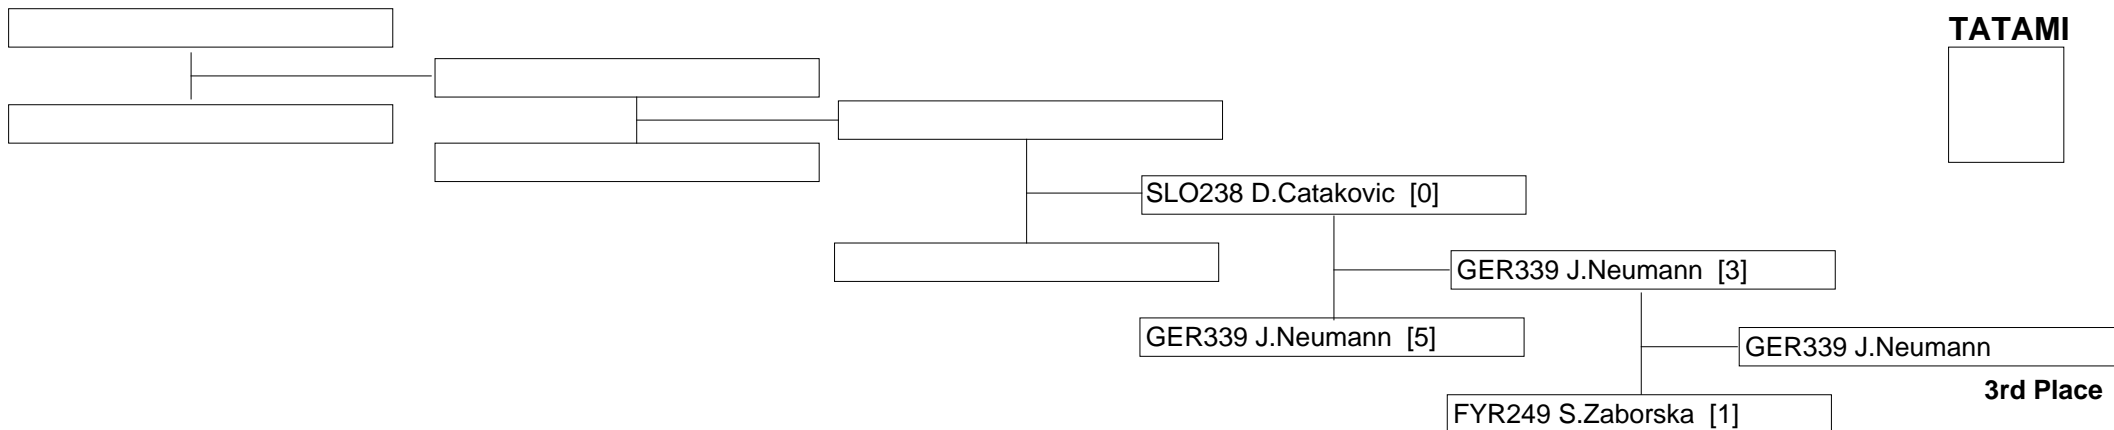 TATAMI
SLO238 D.Catakovic [0]
GER339 J.Neumann [3]
GER339 J.Neumann [5]
GER339 J.Neumann
3rd Place
FYR249 S.Zaborska [1]